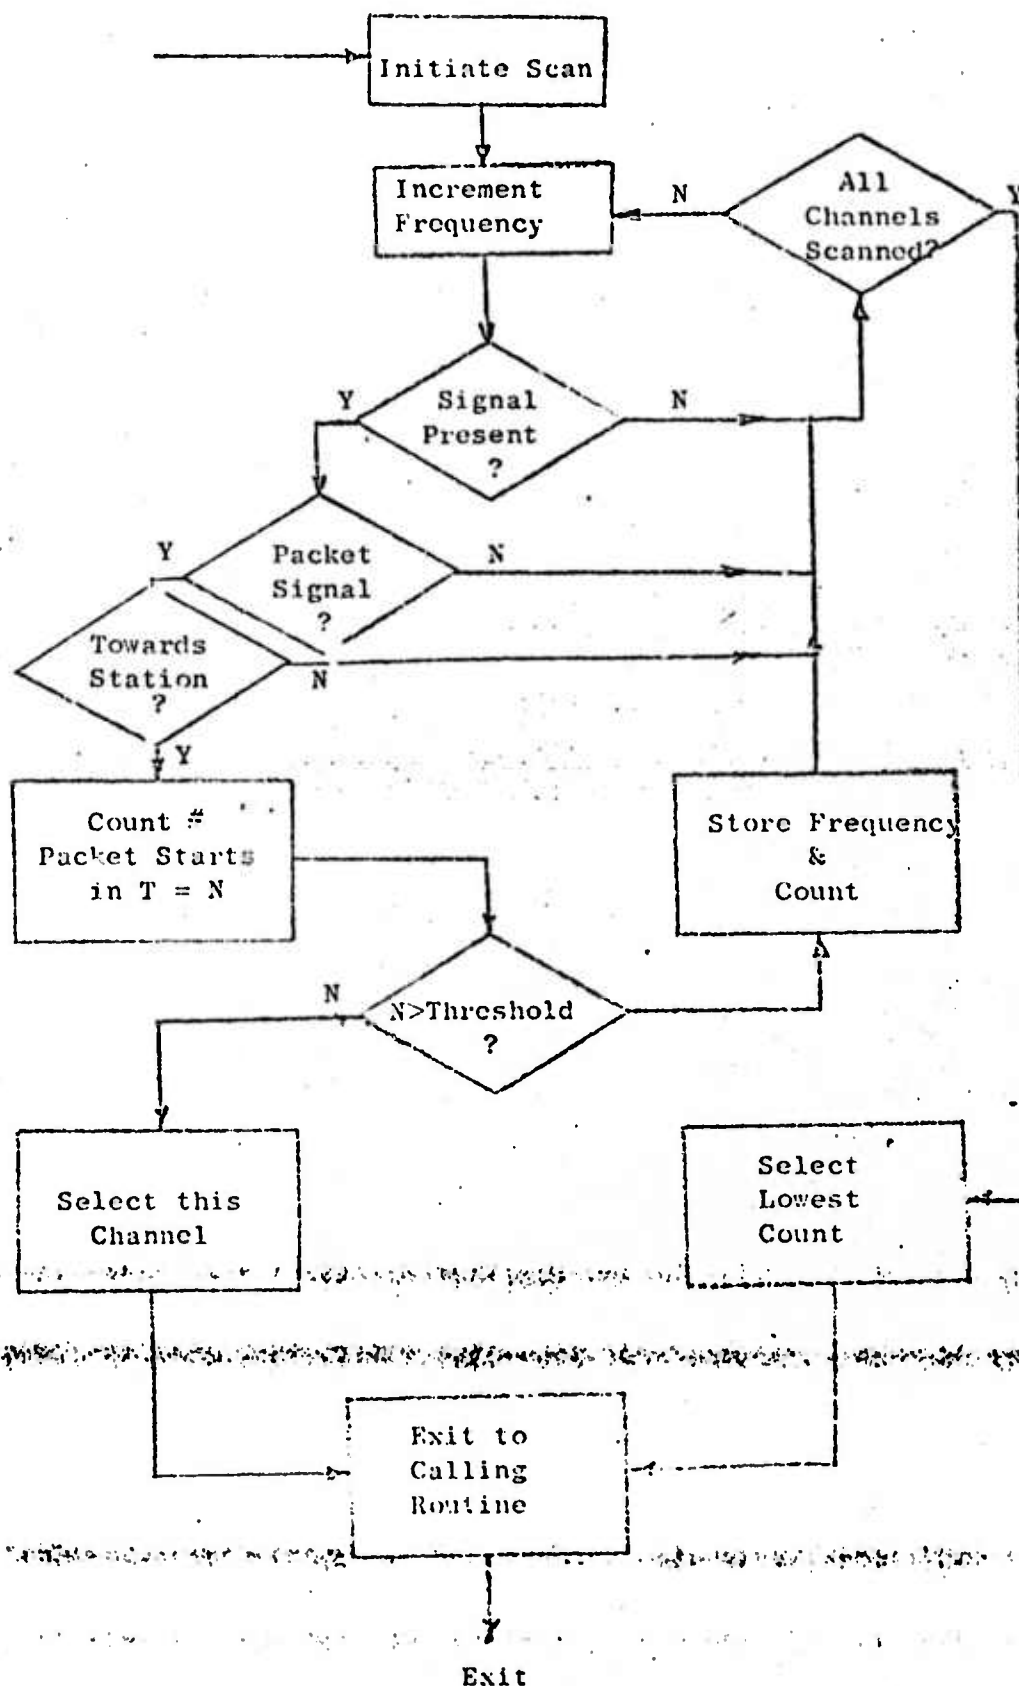 Initiate Scan
Increment
Frequency
N
All
Channels
Scanned?
Y
Y
Signal
Present
?
N
Y
Packet
Signal
?
N
Towards
Station
?
N
Y
Count #
Packet Starts
in T = N
Store Frequency
&
Count
N
N>Threshold
?
Select this
Channel
Select
Lowest
Count
Exit to
Calling
Routine
Exit